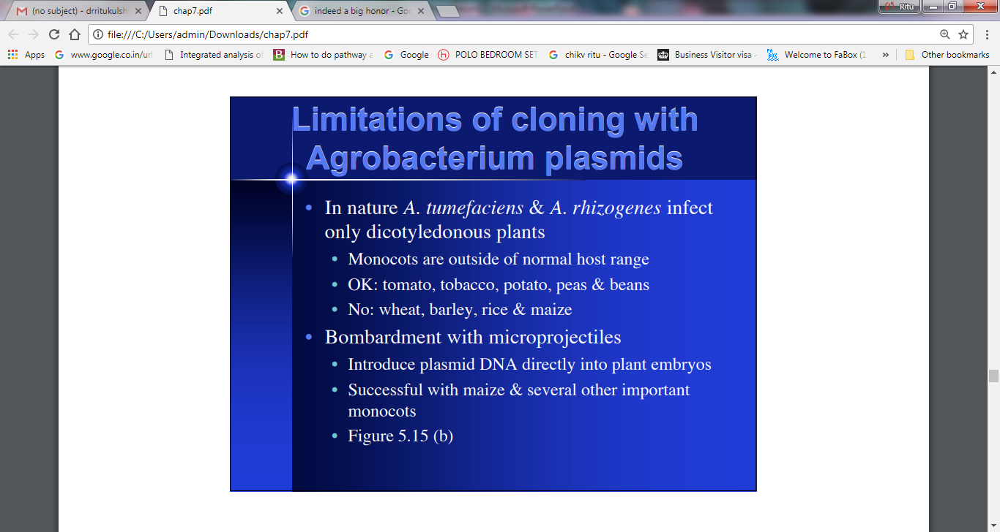 (no subject) - drritukulsh
chap7.pdf
indeed a big honor - Goo
Ritu
file:///C:/Users/admin/Downloads/chap7.pdf
Apps
www.google.co.in/url
Integrated analysis of
How to do pathway a
Google
POLO BEDROOM SET
chikv ritu - Google Se
Business Visitor visa -
Welcome to FaBox (1
»
Other bookmarks
Limitations of cloning with
Agrobacterium plasmids
• In nature A. tumefaciens & A. rhizogenes infect
only dicotyledonous plants
• Monocots are outside of normal host range
• OK: tomato, tobacco, potato, peas & beans
• No: wheat, barley, rice & maize
• Bombardment with microprojectiles
• Introduce plasmid DNA directly into plant embryos
• Successful with maize & several other important
monocots
• Figure 5.15 (b)